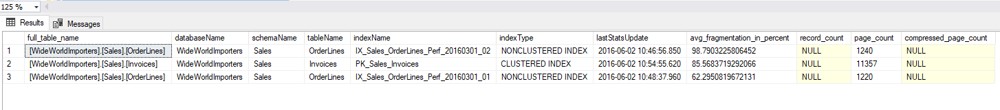 125 %
Results Messages
full_table_name databaseName schemaName tableName indexName indexType lastStatsUpdate avg_fragmentation_in_percent record_count page_count compressed_page_count
1 [WideWorldImporters].[Sales].[OrderLines] WideWorldImporters Sales OrderLines IX_Sales_OrderLines_Perf_20160301_02 NONCLUSTERED INDEX 2016-06-02 10:46:56.850 98.7903225806452 NULL 1240 NULL
2 [WideWorldImporters].[Sales].[Invoices] WideWorldImporters Sales Invoices PK_Sales_Invoices CLUSTERED INDEX 2016-06-02 10:54:55.620 85.5683719292066 NULL 11357 NULL
3 [WideWorldImporters].[Sales].[OrderLines] WideWorldImporters Sales OrderLines IX_Sales_OrderLines_Perf_20160301_01 NONCLUSTERED INDEX 2016-06-02 10:48:37.960 62.2950819672131 NULL 1220 NULL